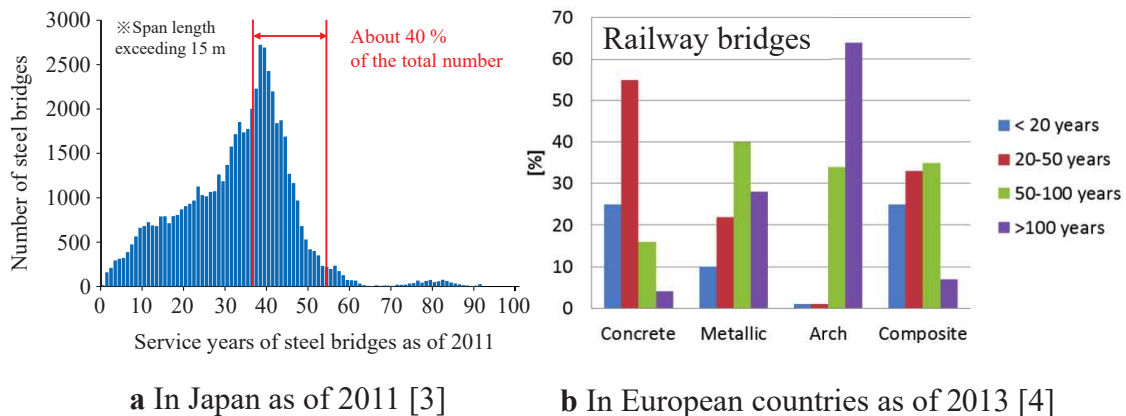 ※Span length
exceeding 15 m
About 40 %
of the total number
Number of steel bridges
3000
2500
2000
1500
1000
500
0
0 10 20 30 40 50 60 70 80 90 100
Service years of steel bridges as of 2011
a In Japan as of 2011 [3]
[%]
Railway bridges
70
60
50
40
30
20
10
0
Concrete Metallic Arch Composite
< 20 years
20-50 years
50-100 years
>100 years
b In European countries as of 2013 [4]